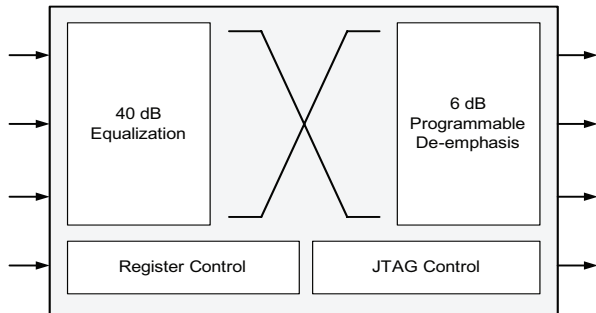 40 dB
Equalization
6 dB
Programmable
De-emphasis
Register Control
JTAG Control